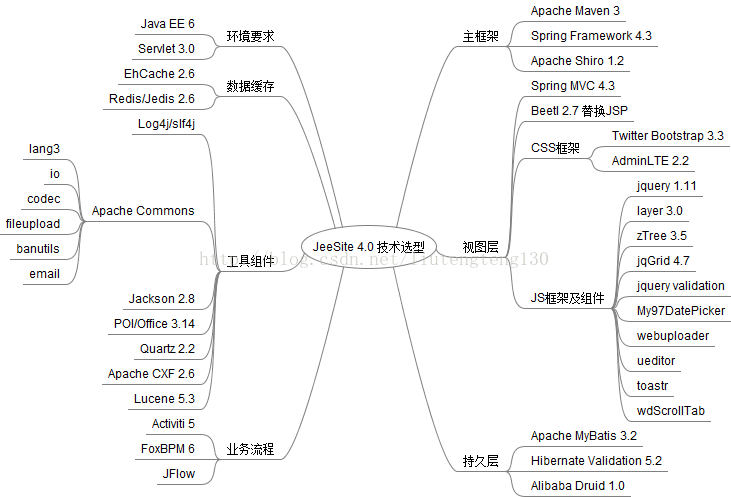 JeeSite 4.0 技术选型
主框架
Apache Maven 3
Spring Framework 4.3
Apache Shiro 1.2
视图层
Spring MVC 4.3
Beetl 2.7 替换JSP
CSS框架
Twitter Bootstrap 3.3
AdminLTE 2.2
JS框架及组件
jquery 1.11
layer 3.0
zTree 3.5
jqGrid 4.7
jquery validation
My97DatePicker
webuploader
ueditor
toastr
wdScrollTab
持久层
Apache MyBatis 3.2
Hibernate Validation 5.2
Alibaba Druid 1.0
环境要求
Java EE 6
Servlet 3.0
数据缓存
EhCache 2.6
Redis/Jedis 2.6
工具组件
Log4j/slf4j
Apache Commons
lang3
io
codec
fileupload
banutils
email
Jackson 2.8
POI/Office 3.14
Quartz 2.2
Apache CXF 2.6
Lucene 5.3
业务流程
Activiti 5
FoxBPM 6
JFlow
http://blog.csdn.net/liutengteng130